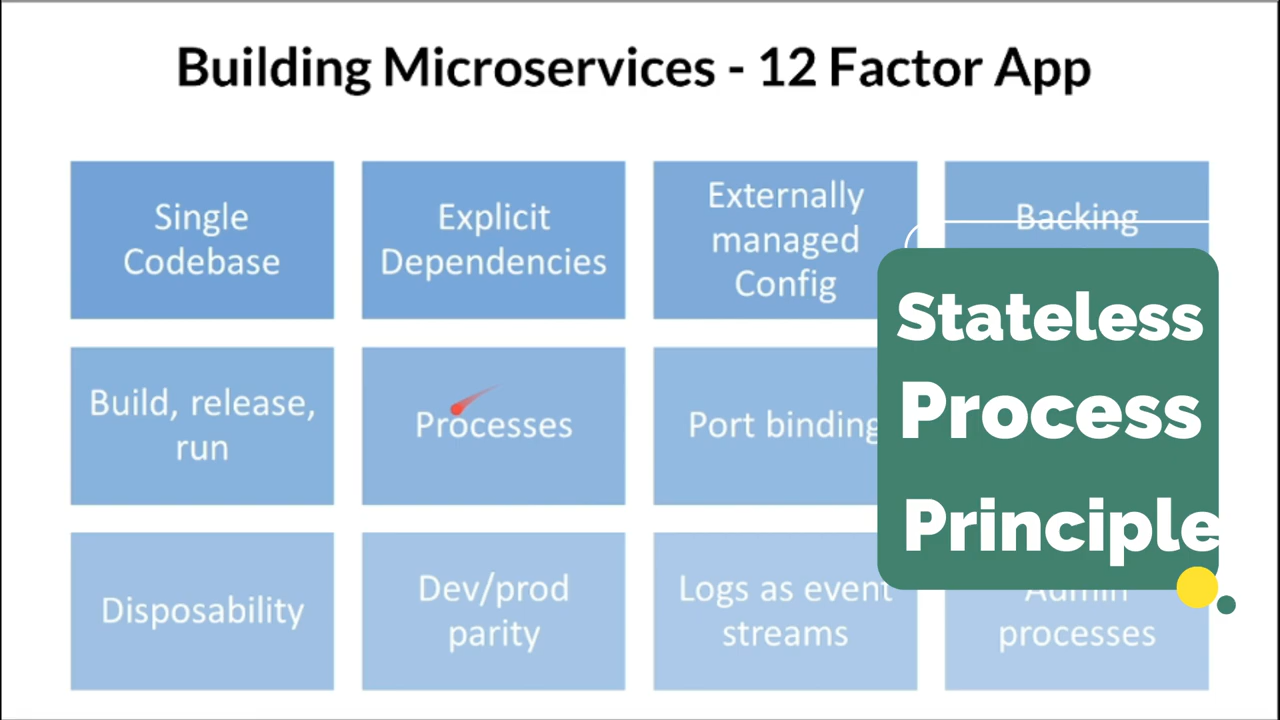 Building Microservices - 12 Factor App
Single
Codebase
Explicit
Dependencies
Externally
managed
Config
Backing
Build, release,
run
Processes
Port binding
Stateless
Process
Principle
Disposability
Dev/prod
parity
Logs as event
streams
Admin
processes